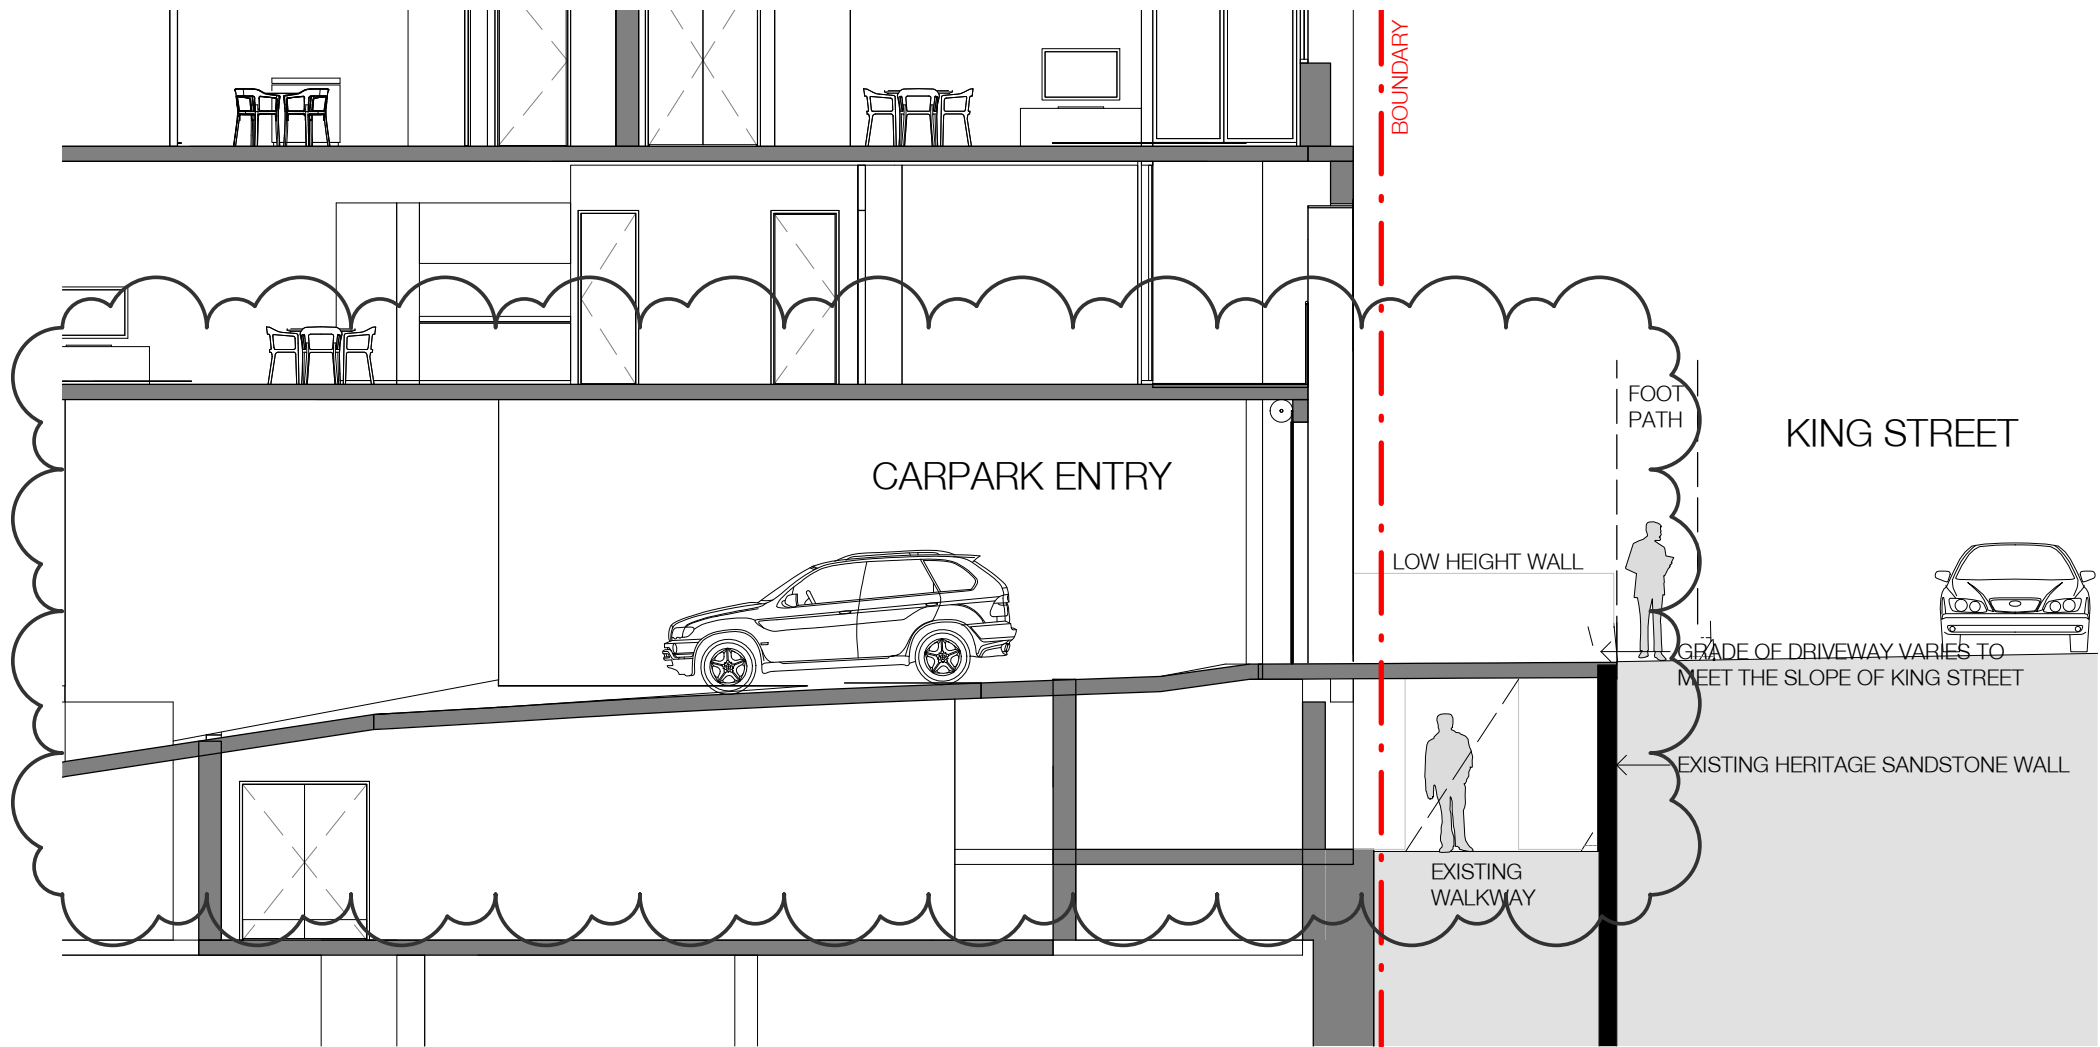 BOUNDARY
FOOT
PATH
KING STREET
CARPARK ENTRY
LOW HEIGHT WALL
GRADE OF DRIVEWAY VARIES TO
MEET THE SLOPE OF KING STREET
EXISTING HERITAGE SANDSTONE WALL
EXISTING
WALKWAY